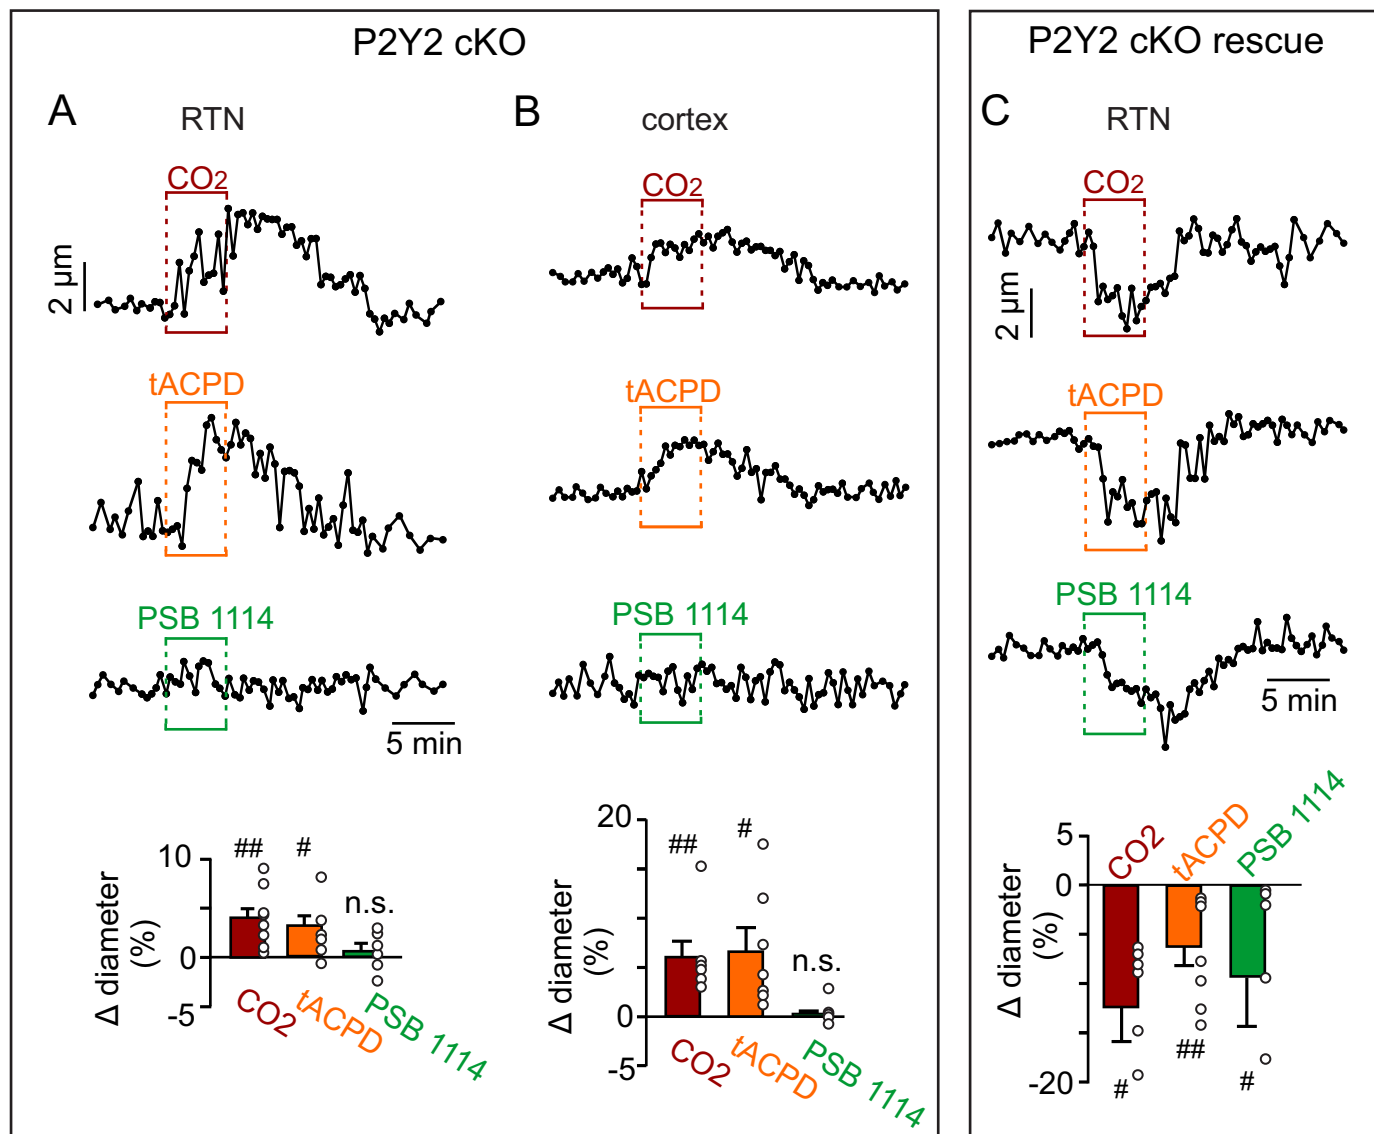 P2Y2 cKO
P2Y2 cKO rescue
A
RTN
B
cortex
C
RTN
CO2
CO2
CO2
2 µm
2 µm
tACPD
tACPD
tACPD
PSB 1114
PSB 1114
PSB 1114
5 min
5 min
Δ diameter
(%)
10
0
-5
##
#
n.s.
CO2
tACPD
PSB 1114
Δ diameter
(%)
20
0
-5
##
#
n.s.
CO2
tACPD
PSB 1114
Δ diameter
(%)
5
0
-20
CO2
tACPD
PSB 1114
#
##
#